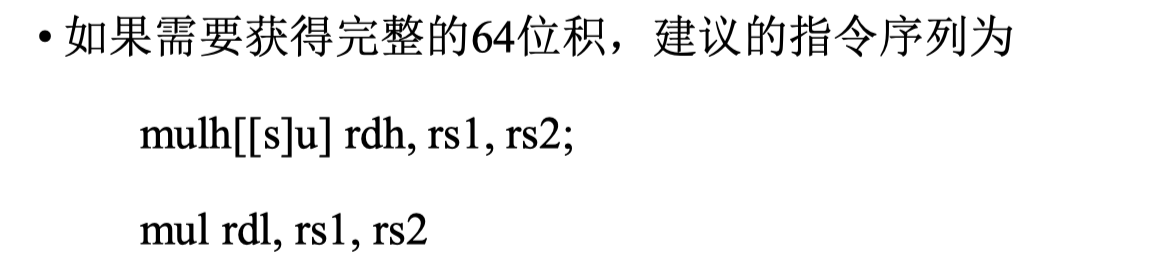 • 如果需要获得完整的64位积，建议的指令序列为
mulh[[s]u] rdh, rs1, rs2;
mul rdl, rs1, rs2